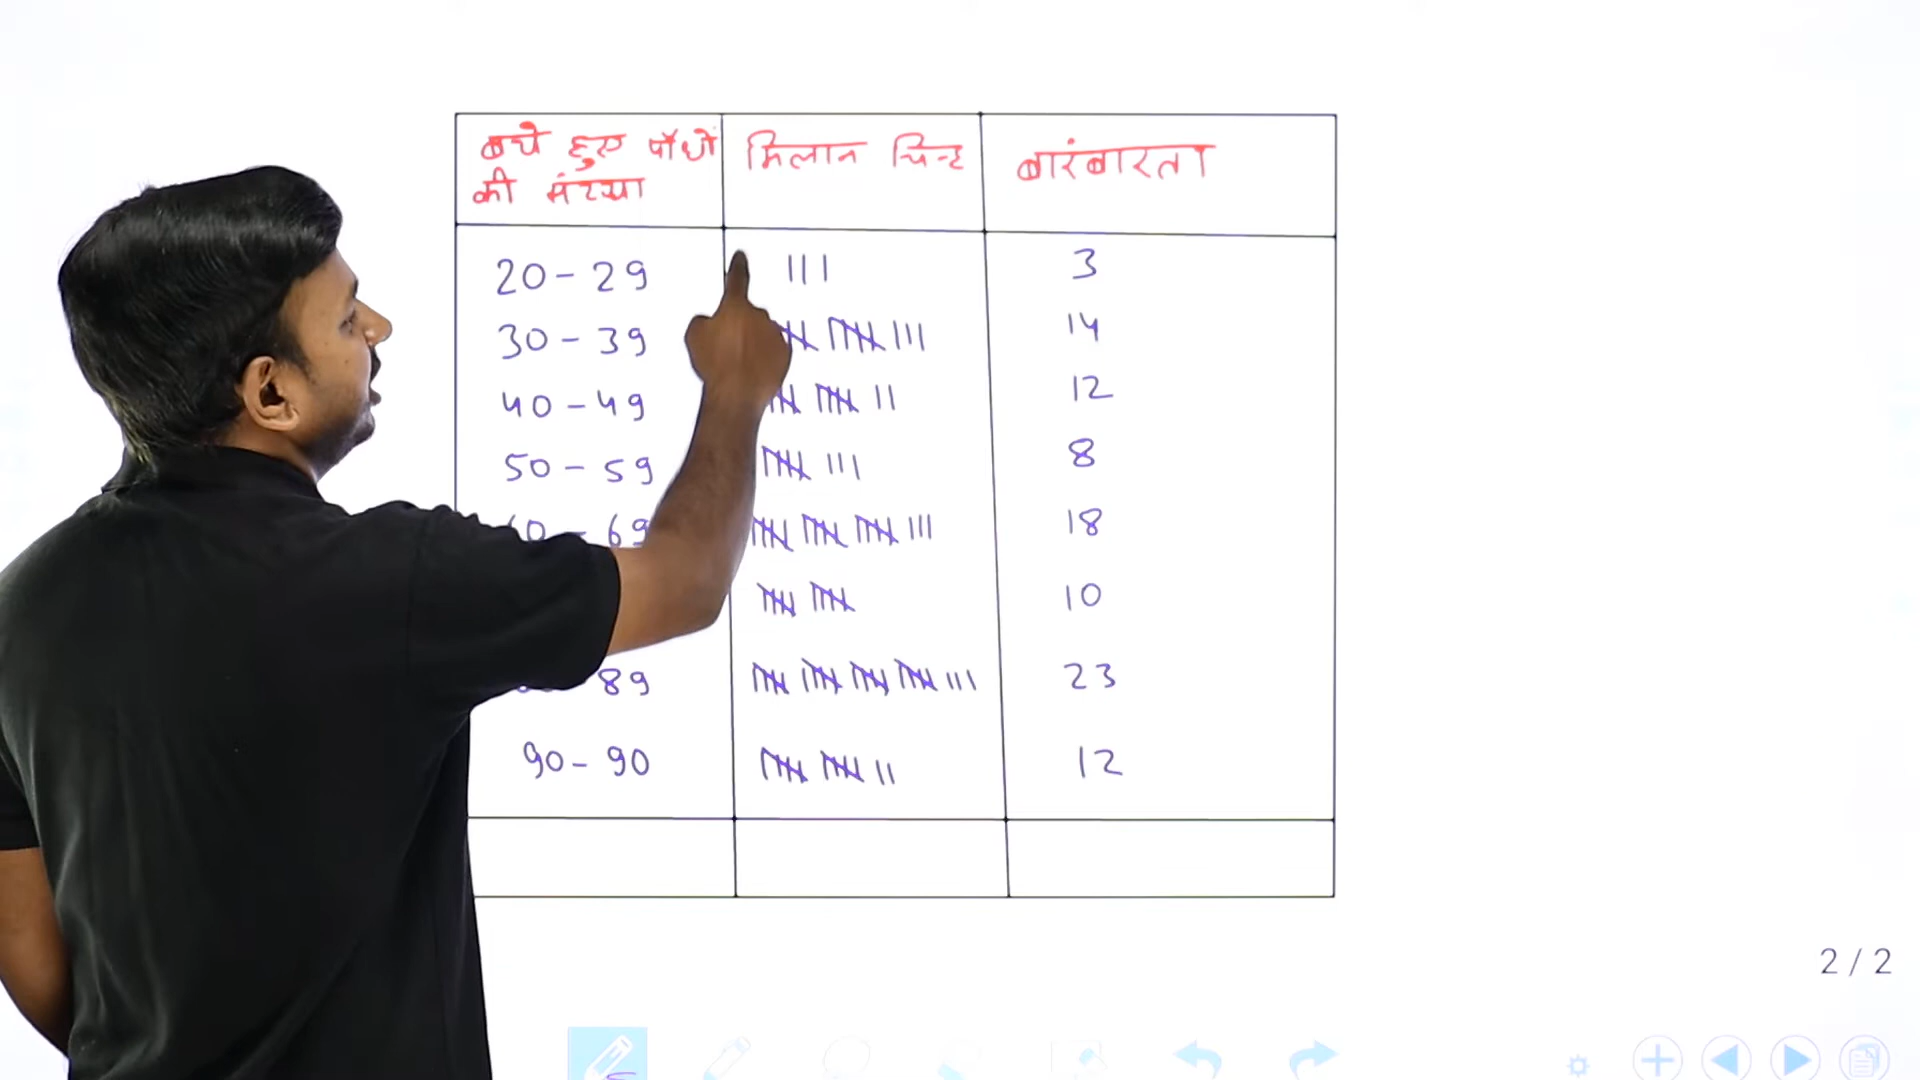 बचे हुए पौधों मिलान चिन्ह बारंबारता
की संख्या
20 - 29 ||| 3
30 - 39 14
40 - 49 12
50 - 59 8
- 69 18
10
89 23
90 - 90 12
2 / 2